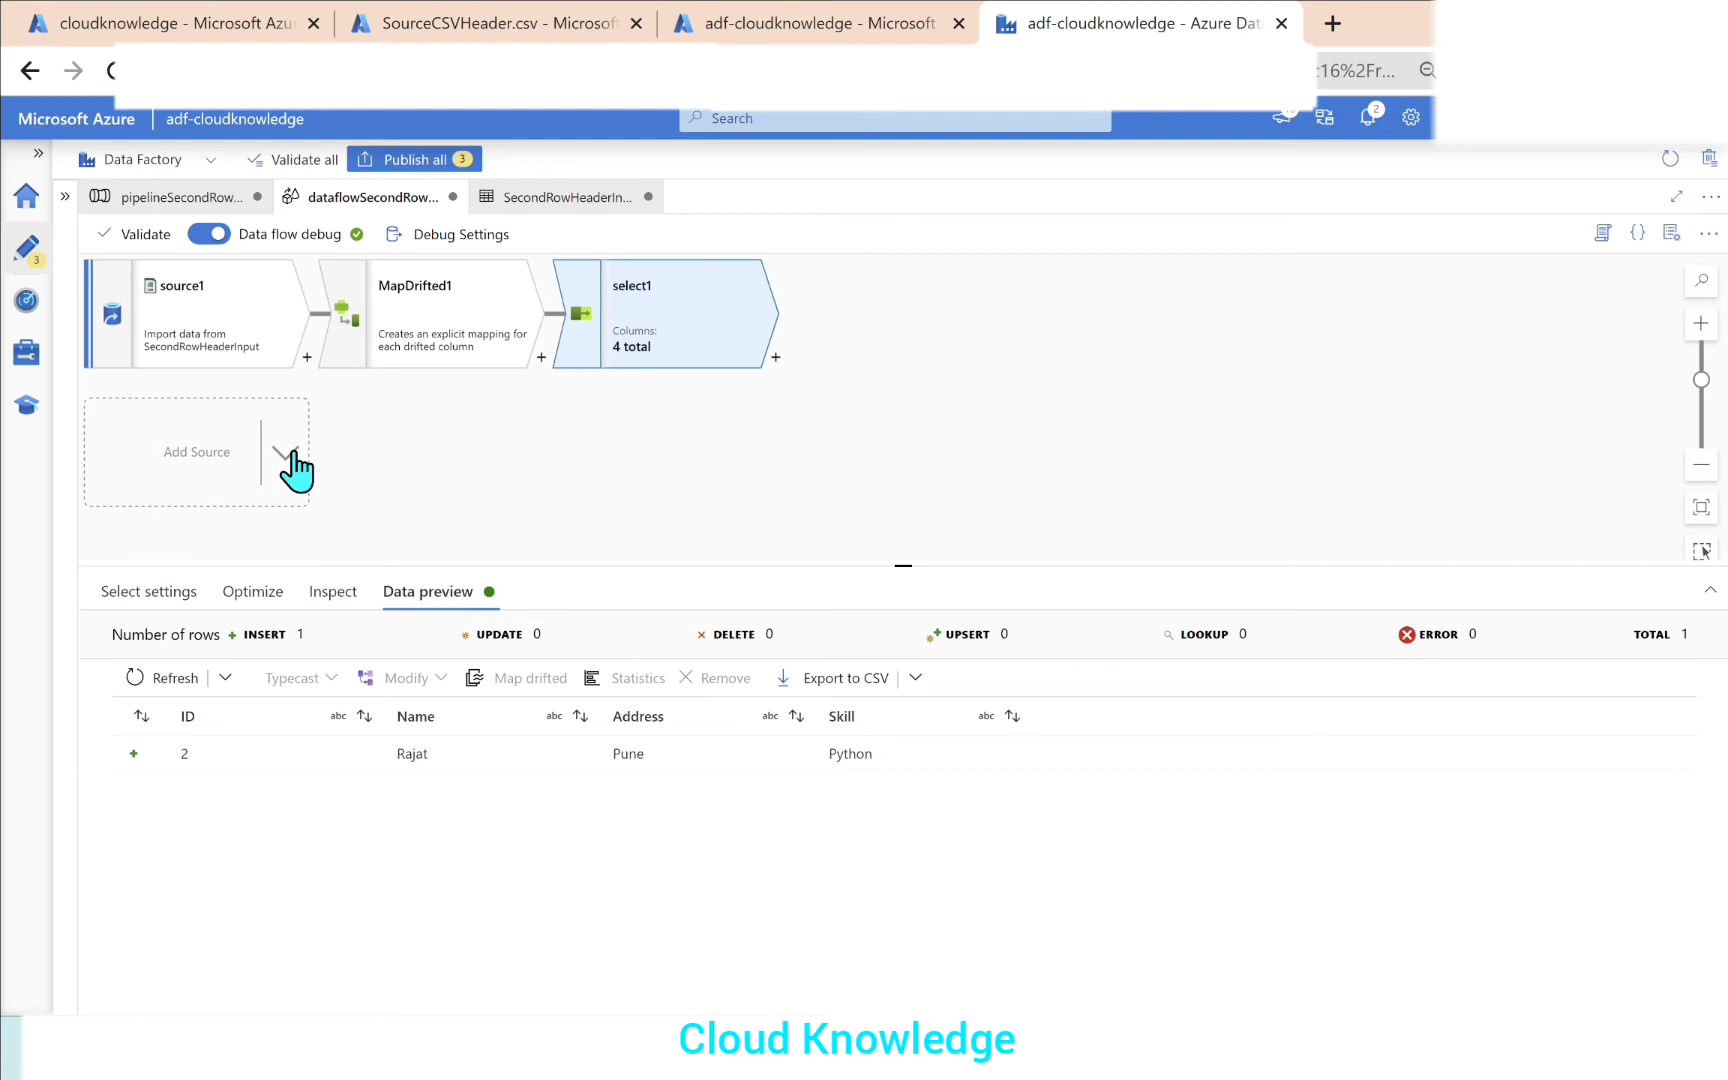 cloudknowledge - Microsoft Azu
SourceCSVHeader.csv - Microsof
adf-cloudknowledge - Microsoft
adf-cloudknowledge - Azure Dat
:16%2Fr...
Microsoft Azure
adf-cloudknowledge
Search
2
Data Factory
Validate all
Publish all 3
3
pipelineSecondRow...
dataflowSecondRow...
SecondRowHeaderIn...
Validate
Data flow debug
Debug Settings
source1
Import data from
SecondRowHeaderInput
+
MapDrifted1
Creates an explicit mapping for
each drifted column
+
select1
Columns:
4 total
+
Add Source
Select settings
Optimize
Inspect
Data preview
Number of rows + INSERT 1
UPDATE 0
DELETE 0
UPSERT 0
LOOKUP 0
ERROR 0
TOTAL 1
Refresh
Typecast
Modify
Map drifted
Statistics
Remove
Export to CSV
ID abc
Name abc
Address abc
Skill abc
+ 2 Rajat Pune Python
Cloud Knowledge